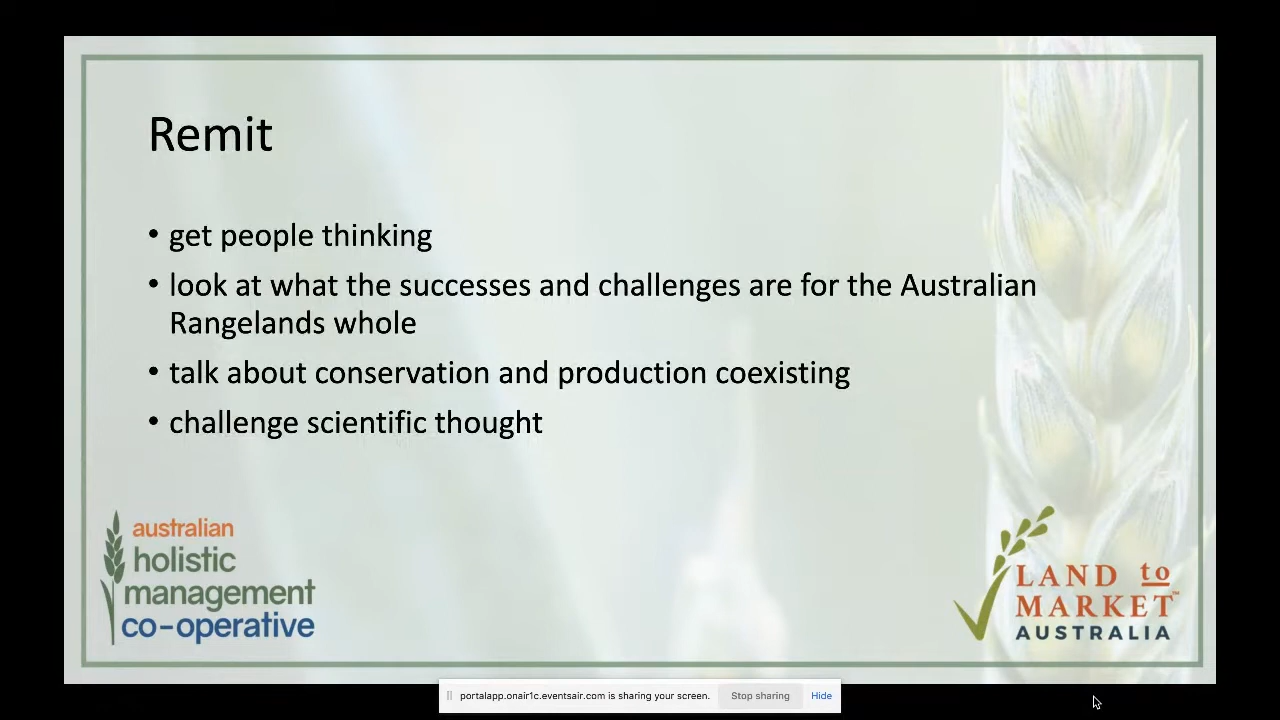 Remit
• get people thinking
• look at what the successes and challenges are for the Australian
Rangelands whole
• talk about conservation and production coexisting
• challenge scientific thought
australian
holistic
management
co-operative
LAND to
MARKET™
AUSTRALIA
portalapp.onair1c.eventsair.com is sharing your screen. Stop sharing Hide